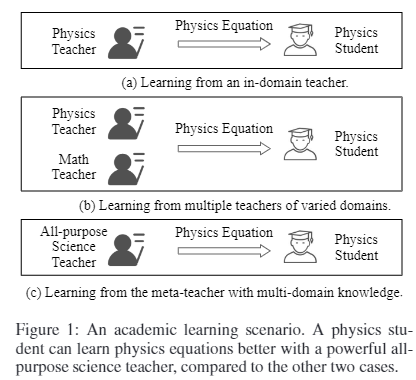 Physics Teacher
Physics Equation
Physics Student
(a) Learning from an in-domain teacher.
Physics Teacher
Math Teacher
Physics Equation
Physics Student
(b) Learning from multiple teachers of varied domains.
All-purpose Science Teacher
Physics Equation
Physics Student
(c) Learning from the meta-teacher with multi-domain knowledge.
Figure 1: An academic learning scenario. A physics stu-
dent can learn physics equations better with a powerful all-
purpose science teacher, compared to the other two cases.